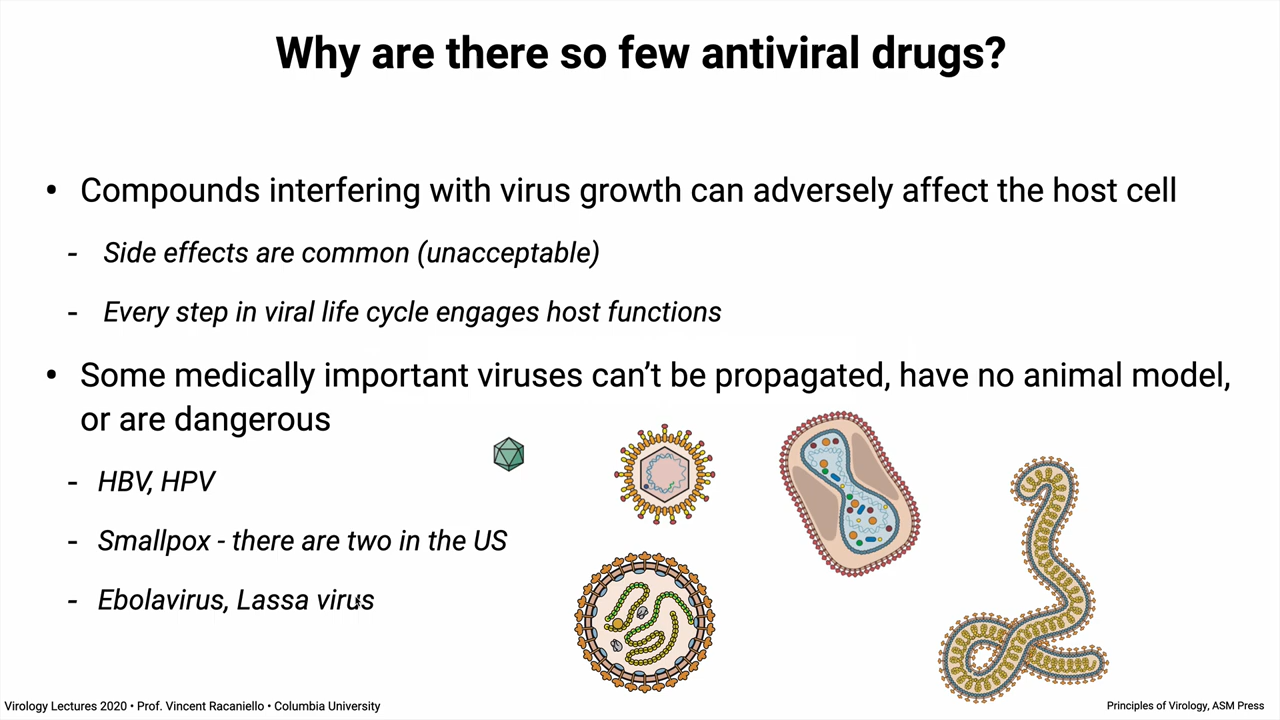 Why are there so few antiviral drugs?
• Compounds interfering with virus growth can adversely affect the host cell
- Side effects are common (unacceptable)
- Every step in viral life cycle engages host functions
• Some medically important viruses can’t be propagated, have no animal model,
or are dangerous
- HBV, HPV
- Smallpox - there are two in the US
- Ebolavirus, Lassa virus
Virology Lectures 2020 • Prof. Vincent Racaniello • Columbia University
Principles of Virology, ASM Press